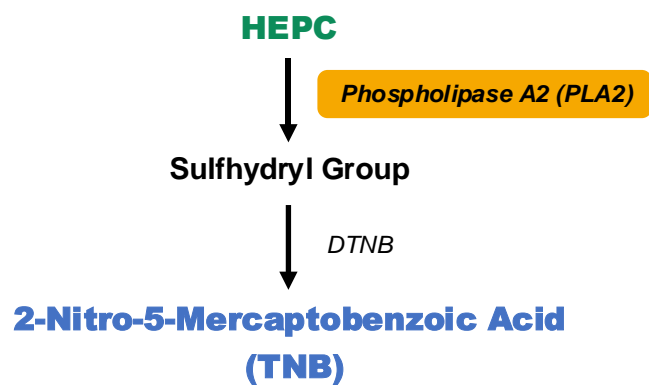 HEPC
Phospholipase A2 (PLA2)
Sulfhydryl Group
DTNB
2-Nitro-5-Mercaptobenzoic Acid
(TNB)